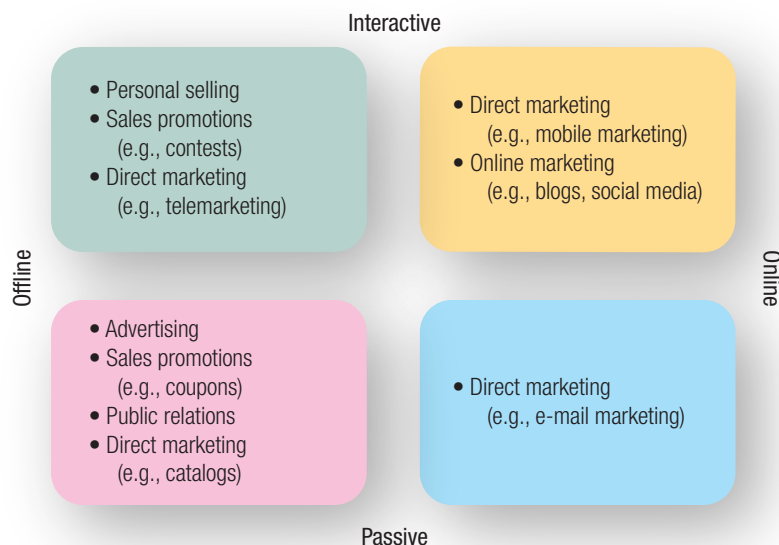 Interactive
• Personal selling
• Sales promotions
(e.g., contests)
• Direct marketing
(e.g., telemarketing)
• Direct marketing
(e.g., mobile marketing)
• Online marketing
(e.g., blogs, social media)
Offline
Online
• Advertising
• Sales promotions
(e.g., coupons)
• Public relations
• Direct marketing
(e.g., catalogs)
• Direct marketing
(e.g., e-mail marketing)
Passive